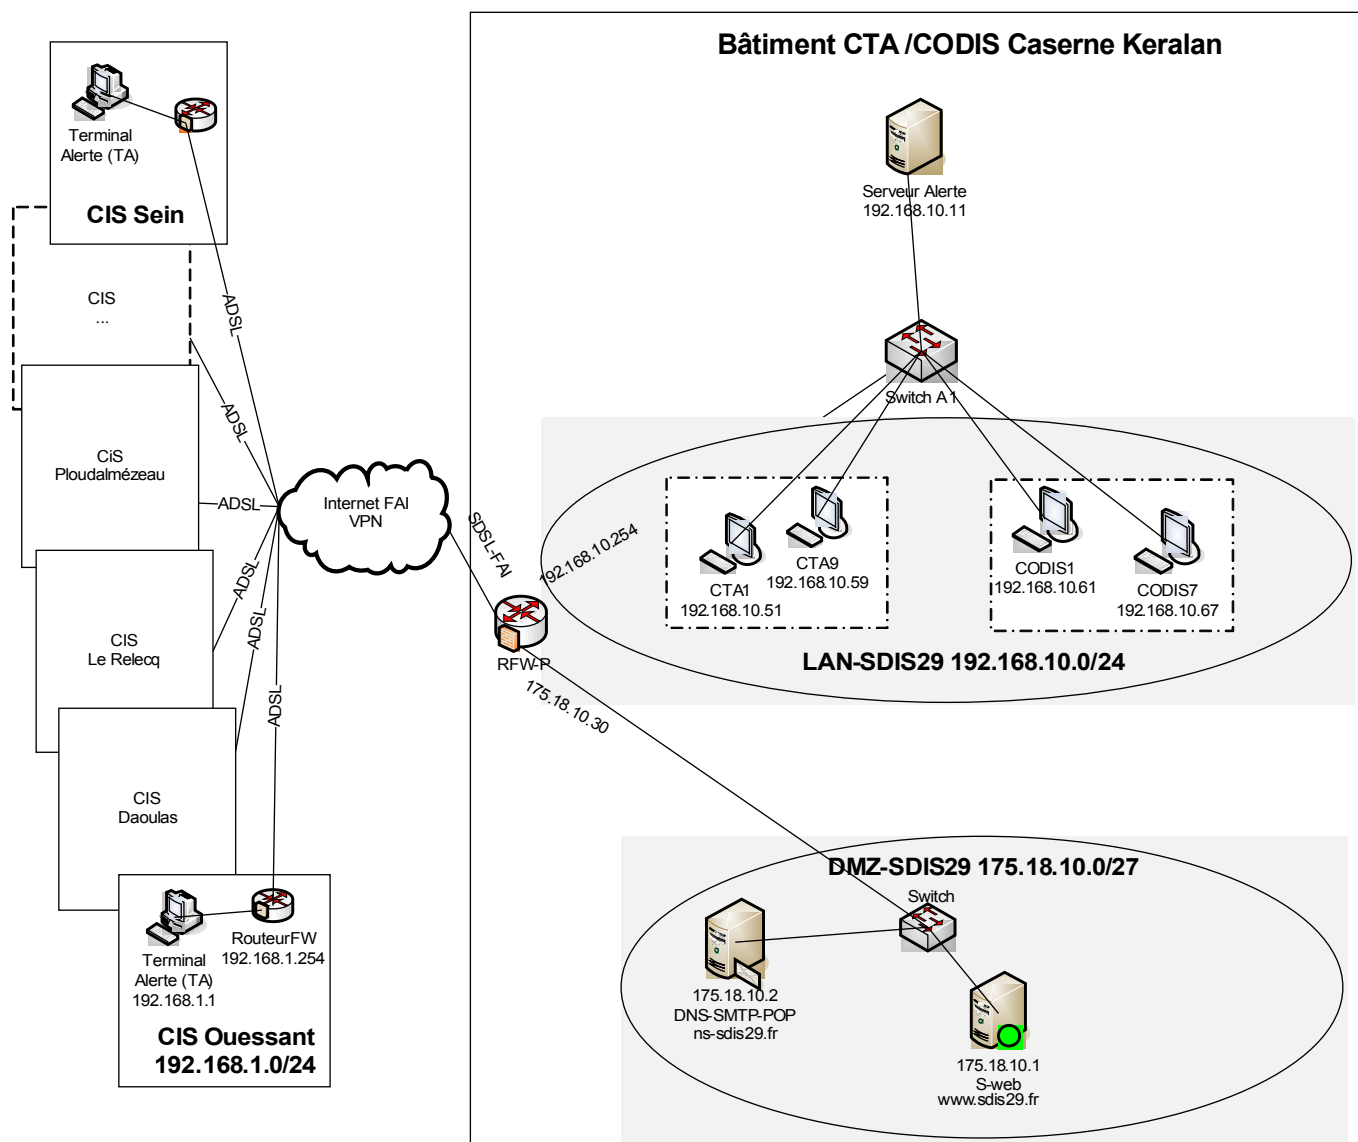 Bâtiment CTA /CODIS Caserne Keralan
Terminal
Alerte (TA)
CIS Sein
CIS
...
CiS
Ploudalmézeau
CIS
Le Relecq
CIS
Daoulas
Terminal
Alerte (TA)
192.168.1.1
RouteurFW
192.168.1.254
CIS Ouessant
192.168.1.0/24
ADSL
ADSL
ADSL
ADSL
ADSL
ADSL
Internet FAI
VPN
SDSL-FAI
192.168.10.254
RFW-P
175.18.10.30
Serveur Alerte
192.168.10.11
Switch A1
CTA1
192.168.10.51
CTA9
192.168.10.59
CODIS1
192.168.10.61
CODIS7
192.168.10.67
LAN-SDIS29 192.168.10.0/24
DMZ-SDIS29 175.18.10.0/27
Switch
175.18.10.2
DNS-SMTP-POP
ns-sdis29.fr
175.18.10.1
S-web
www.sdis29.fr